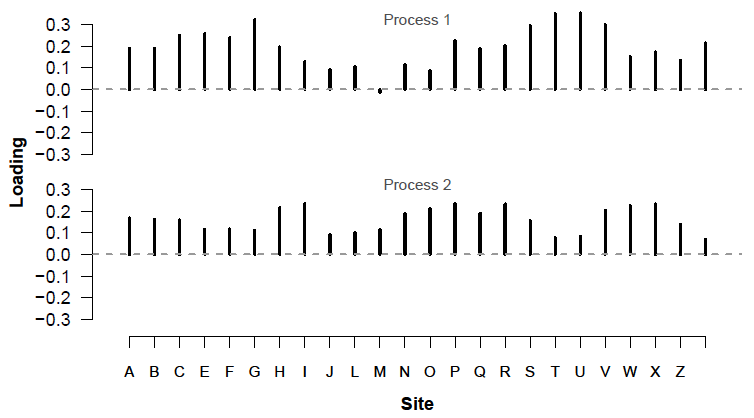 Process 1
0.3
0.2
0.1
0.0
−0.1
−0.2
−0.3
Loading
Process 2
0.3
0.2
0.1
0.0
−0.1
−0.2
−0.3
A B C E F G H I J L M N O P Q R S T U V W X Z
Site